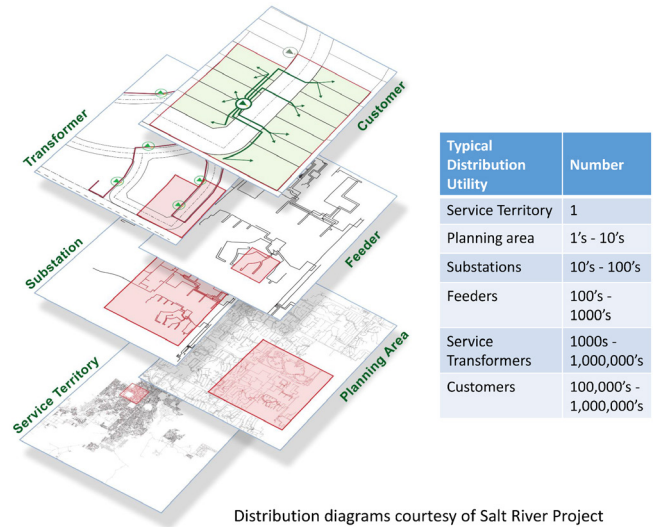 Customer
Transformer
Feeder
Substation
Planning Area
Service Territory
Typical
Distribution
Utility
Number
Service Territory
1
Planning area
1's - 10's
Substations
10's - 100's
Feeders
100's -
1000's
Service
Transformers
1000s -
1,000,000's
Customers
100,000's -
1,000,000's
Distribution diagrams courtesy of Salt River Project